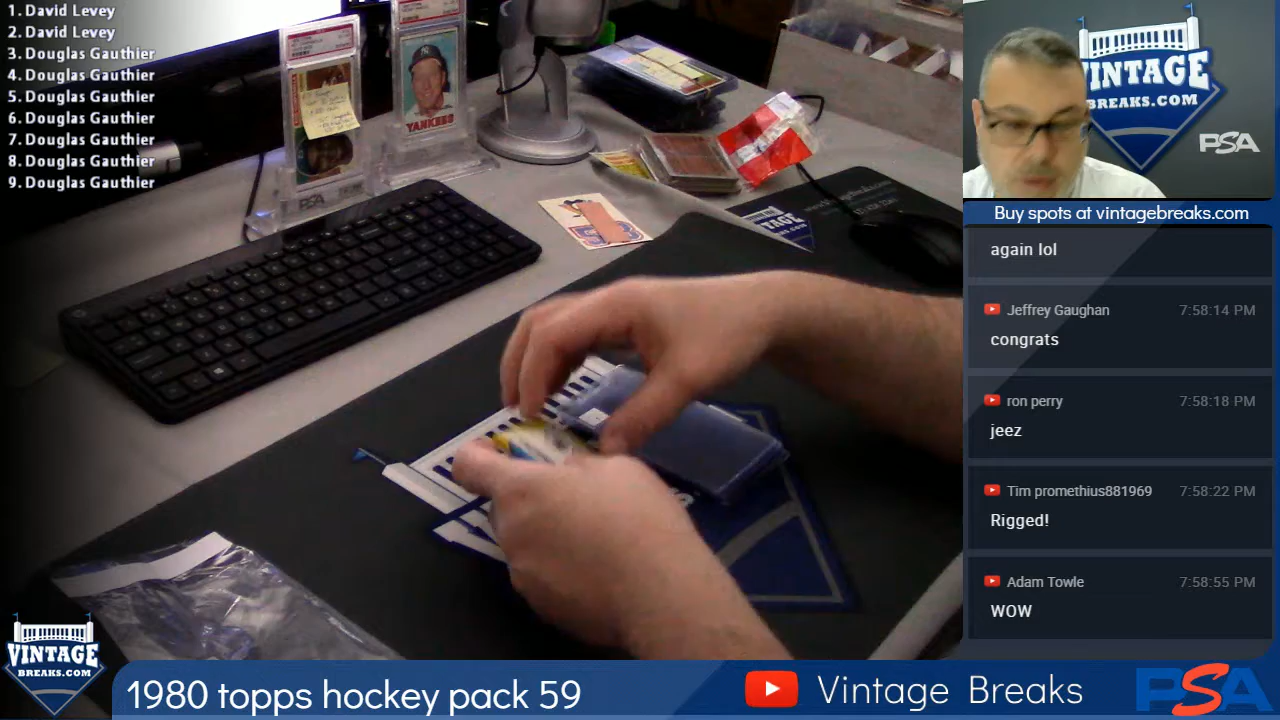 1. David Levey
2. David Levey
3. Douglas Gauthier
4. Douglas Gauthier
5. Douglas Gauthier
6. Douglas Gauthier
7. Douglas Gauthier
8. Douglas Gauthier
9. Douglas Gauthier
YANKEES
PSA
VINTAGE
BREAKS.COM
PSA
Buy spots at vintagebreaks.com
again lol
Jeffrey Gaughan 7:58:14 PM
congrats
ron perry 7:58:18 PM
jeez
Tim promethius881969 7:58:22 PM
Rigged!
Adam Towle 7:58:55 PM
WOW
VINTAGE
BREAKS.COM
1980 topps hockey pack 59
Vintage Breaks
PSA